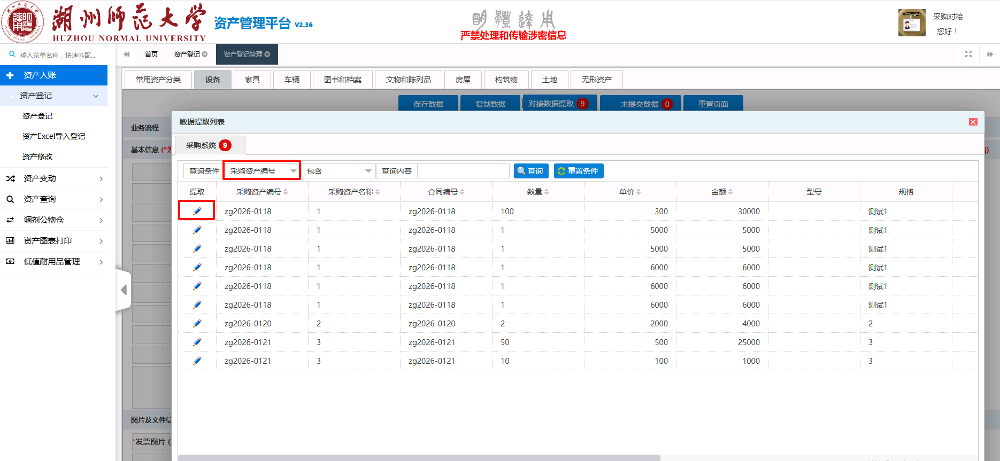 湖州师范大学
HUZHOU NORMAL UNIVERSITY
资产管理平台 V2.36
明體達用
严禁处理和传输涉密信息
采购对接
您好！
输入菜单名称，快速匹配...
首页
资产登记
资产登记管理
资产入账
资产登记
资产登记
资产Excel导入登记
资产修改
资产变动
资产查询
调剂公物仓
资产图表打印
低值耐用品管理
常用资产分类 设备 家具 车辆 图书和档案 文物和陈列品 房屋 构筑物 土地 无形资产
保存数据 复制数据 对接数据提取 9 未提交数据 0 重置页面
业务流程
基本信息 (*
图片及文件信
*发票图片 (
数据提取列表
采购系统 9
查询条件 采购资产编号 包含 查询内容 查询 重置条件
提取 采购资产编号 采购资产名称 合同编号 数量 单价 金额 型号 规格
zg2026-0118 1 zg2026-0118 100 300 30000 测试1
zg2026-0118 1 zg2026-0118 1 5000 5000 测试1
zg2026-0118 1 zg2026-0118 1 5000 5000 测试1
zg2026-0118 1 zg2026-0118 1 6000 6000 测试1
zg2026-0118 1 zg2026-0118 1 6000 6000 测试1
zg2026-0118 1 zg2026-0118 1 6000 6000 测试1
zg2026-0120 2 zg2026-0120 2 2000 4000 2
zg2026-0121 3 zg2026-0121 50 500 25000 3
zg2026-0121 3 zg2026-0121 10 100 1000 3